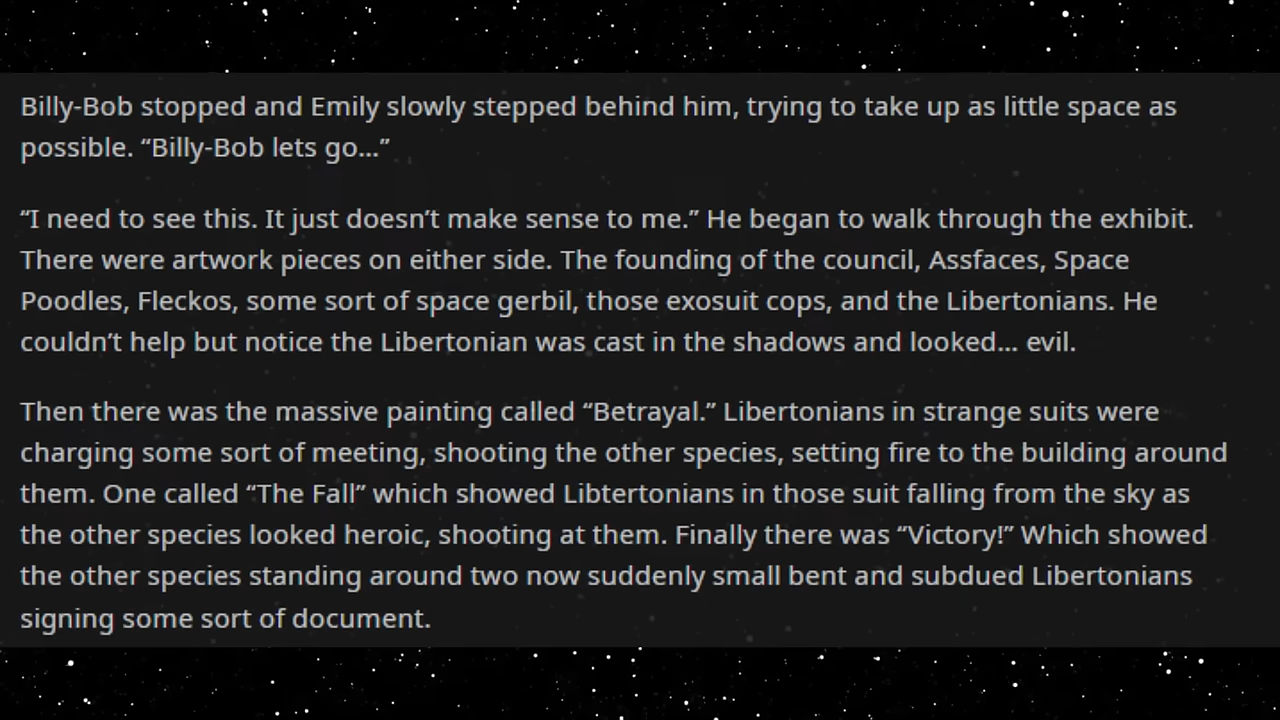 Billy-Bob stopped and Emily slowly stepped behind him, trying to take up as little space as
possible. “Billy-Bob lets go...”
“I need to see this. It just doesn’t make sense to me.” He began to walk through the exhibit.
There were artwork pieces on either side. The founding of the council, Assfaces, Space
Poodles, Fleckos, some sort of space gerbil, those exosuit cops, and the Libertonians. He
couldn’t help but notice the Libertonian was cast in the shadows and looked... evil.
Then there was the massive painting called “Betrayal.” Libertonians in strange suits were
charging some sort of meeting, shooting the other species, setting fire to the building around
them. One called “The Fall” which showed Libtertonians in those suit falling from the sky as
the other species looked heroic, shooting at them. Finally there was “Victory!” Which showed
the other species standing around two now suddenly small bent and subdued Libertonians
signing some sort of document.